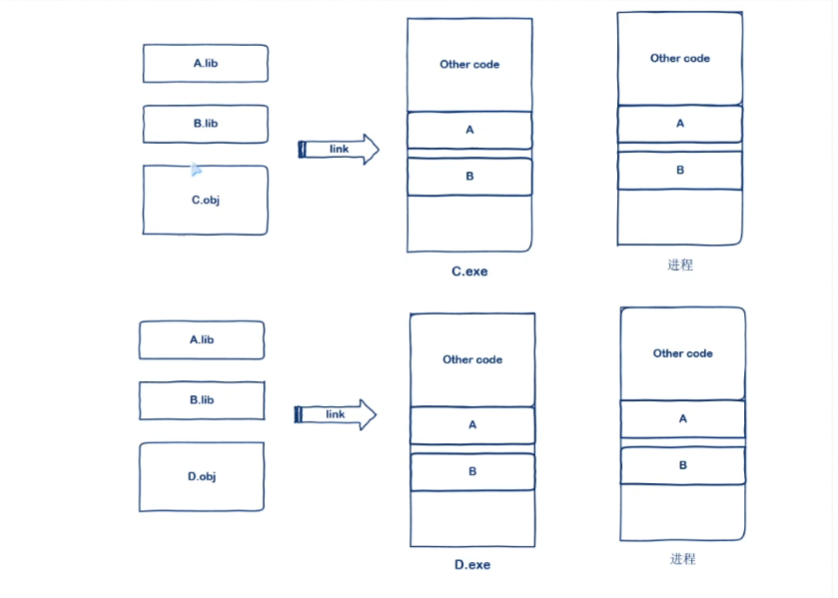 A.lib
B.lib
C.obj
link
Other code
A
B
C.exe
Other code
A
B
进程
A.lib
B.lib
D.obj
link
Other code
A
B
D.exe
Other code
A
B
进程